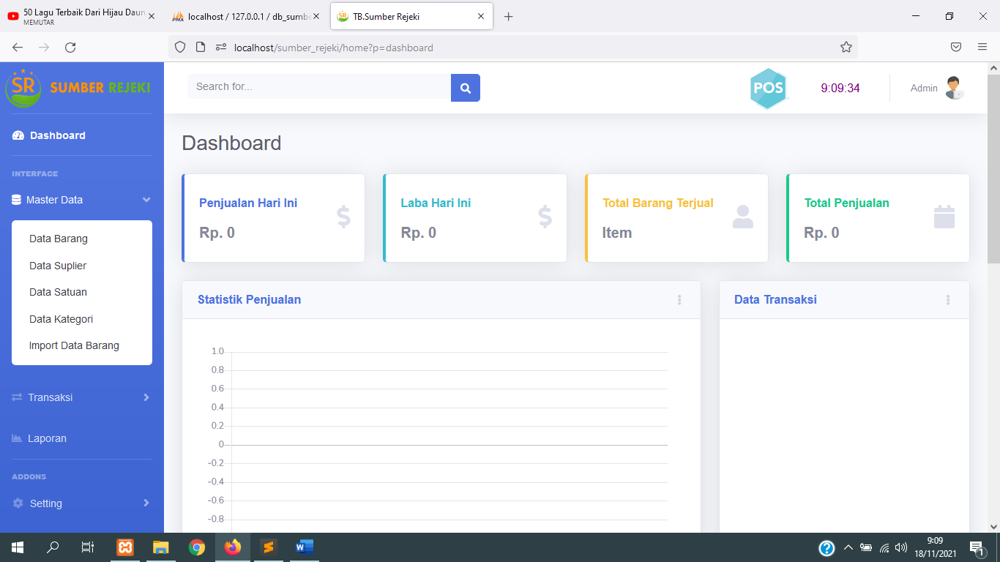 50 Lagu Terbaik Dari Hijau Daun
MEMUTAR
localhost / 127.0.0.1 / db_sumbe
TB.Sumber Rejeki
localhost/sumber_rejeki/home?p=dashboard
SR SUMBER REJEKI
Search for...
POS
9:09:34
Admin
Dashboard
INTERFACE
Master Data
Data Barang
Data Suplier
Data Satuan
Data Kategori
Import Data Barang
Transaksi
Laporan
ADDONS
Setting
Dashboard
Penjualan Hari Ini
Rp. 0
Laba Hari Ini
Rp. 0
Total Barang Terjual
Item
Total Penjualan
Rp. 0
Statistik Penjualan
1.0
0.8
0.6
0.4
0.2
0
-0.2
-0.4
-0.6
-0.8
Data Transaksi
9:09
18/11/2021
1